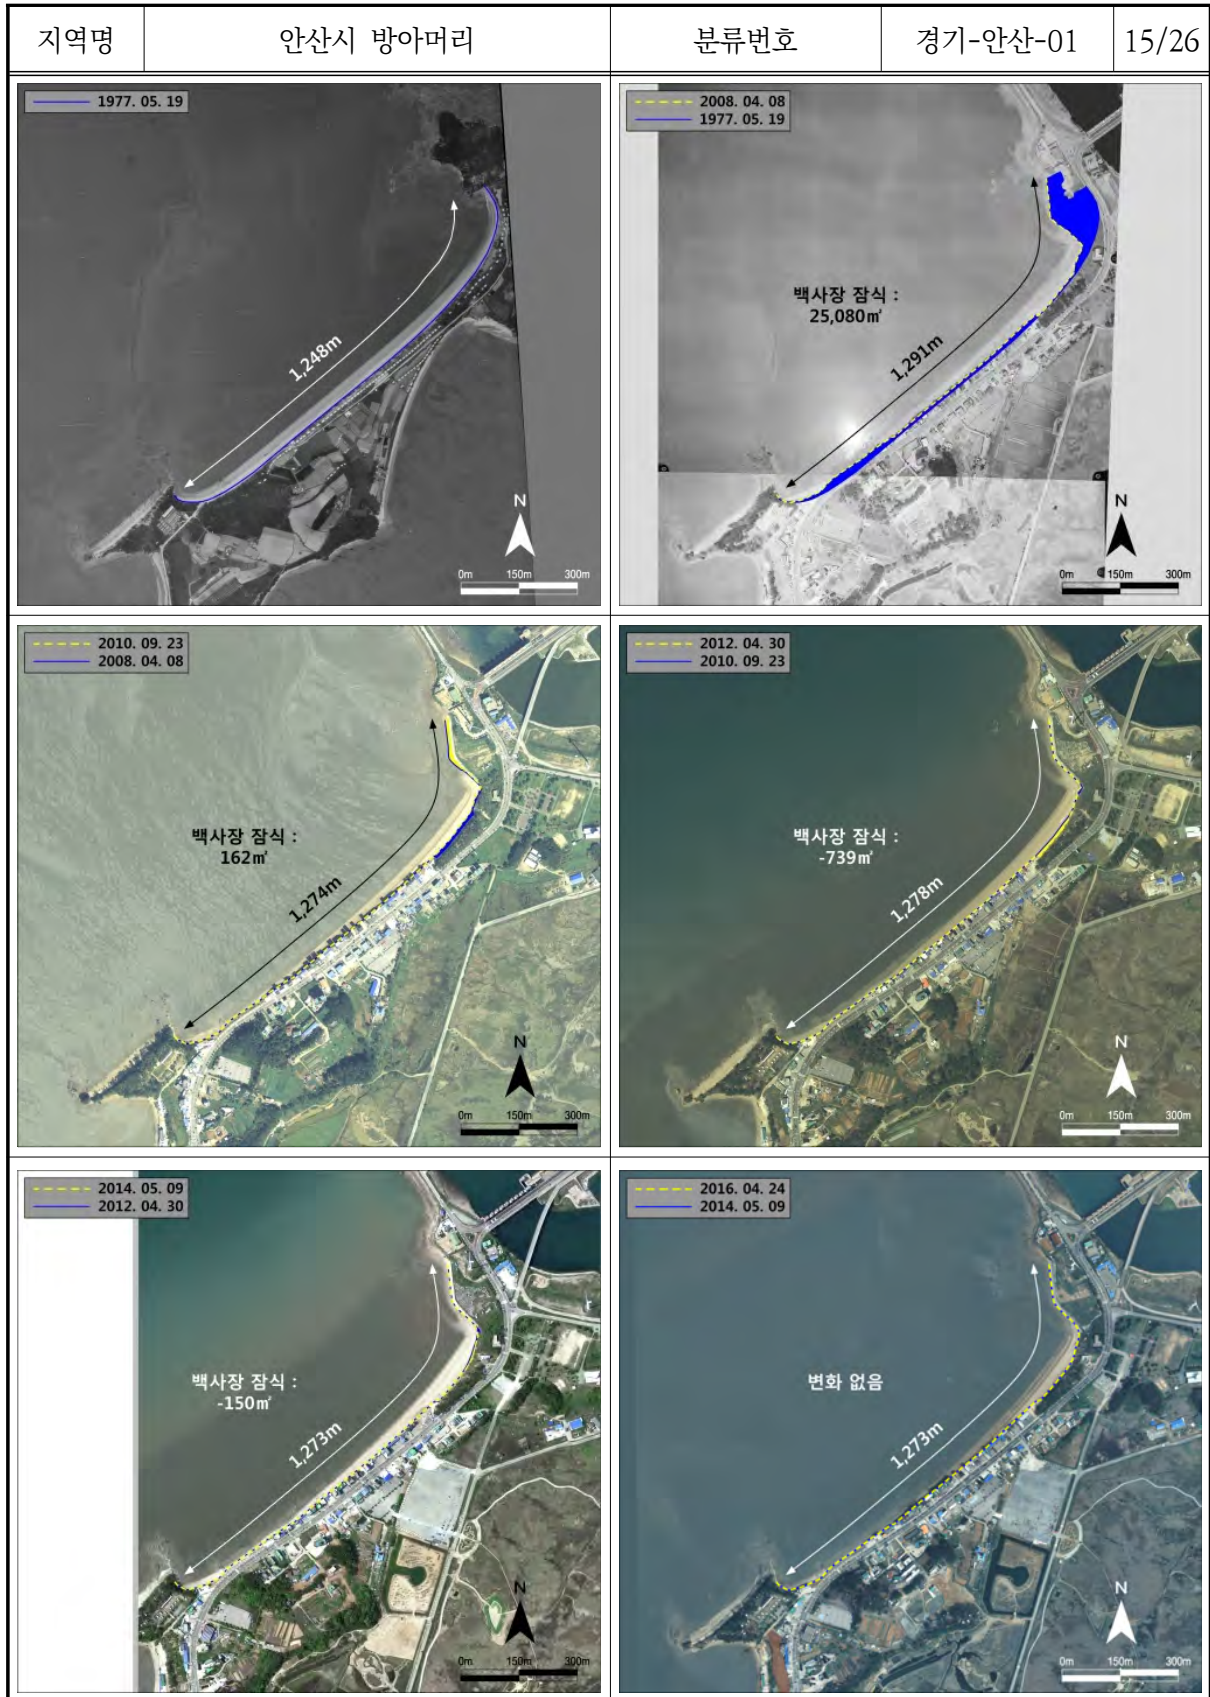 지역명 안산시 방아머리 분류번호 경기-안산-01 15/26
1977. 05. 19
1,248m
N
0m 150m 300m
2008. 04. 08
1977. 05. 19
백사장 잠식 :
25,080㎡
1,291m
N
0m 150m 300m
2010. 09. 23
2008. 04. 08
백사장 잠식 :
162㎡
1,274m
N
0m 150m 300m
2012. 04. 30
2010. 09. 23
백사장 잠식 :
-739㎡
1,278m
N
0m 150m 300m
2014. 05. 09
2012. 04. 30
백사장 잠식 :
-150㎡
1,273m
N
0m 150m 300m
2016. 04. 24
2014. 05. 09
변화 없음
1,273m
N
0m 150m 300m